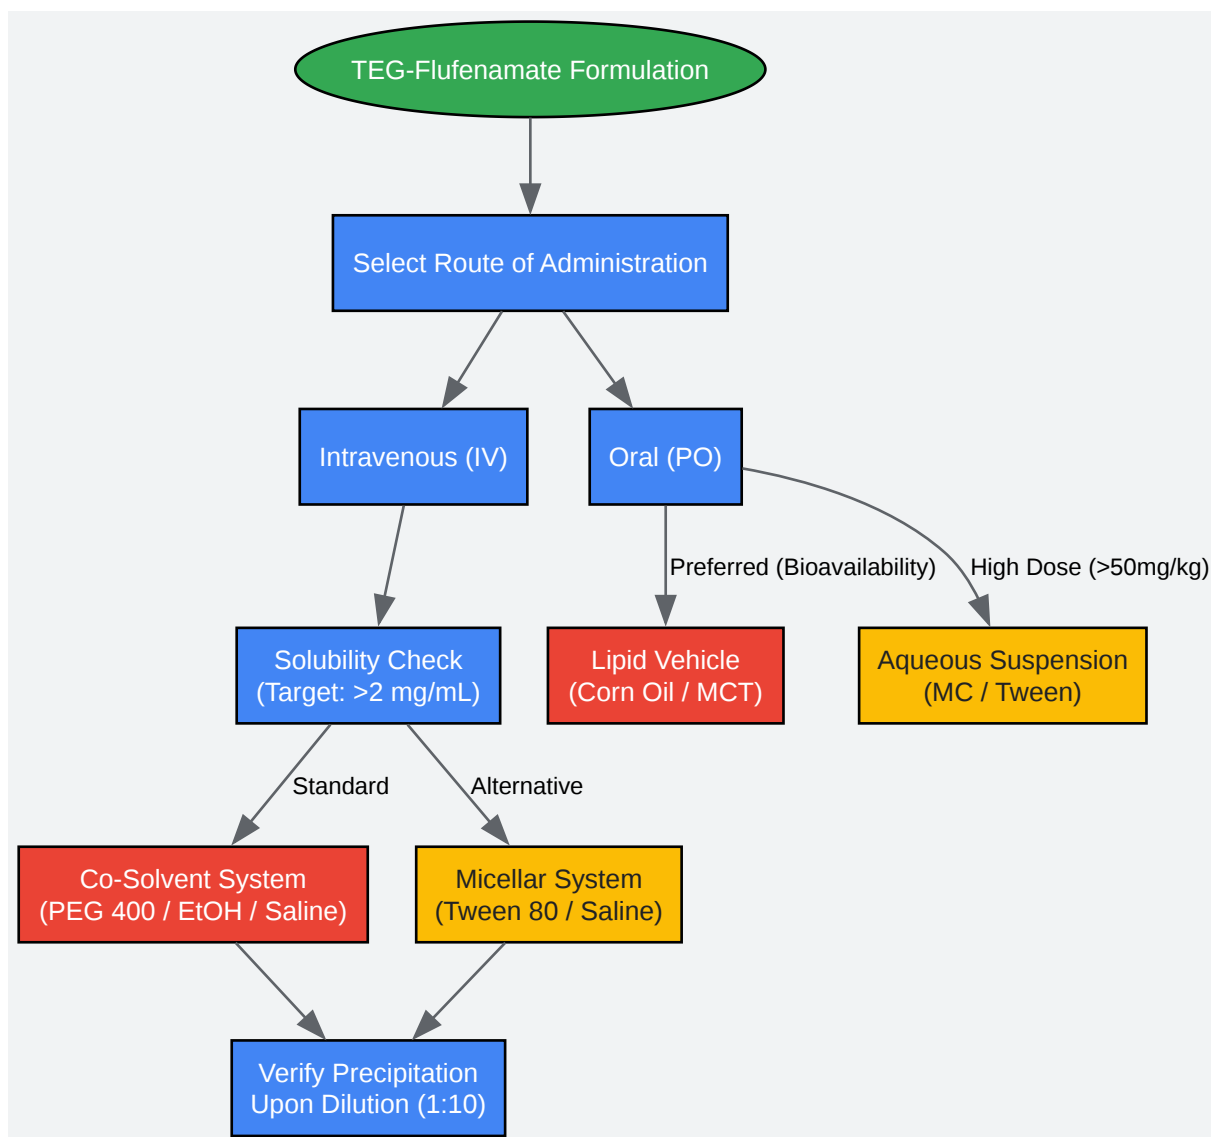 TEG-Flufenamate Formulation
Select Route of Administration
Intravenous (IV)
Oral (PO)
Preferred (Bioavailability)
High Dose (>50mg/kg)
Solubility Check
(Target: >2 mg/mL)
Lipid Vehicle
(Corn Oil / MCT)
Aqueous Suspension
(MC / Tween)
Standard
Alternative
Co-Solvent System
(PEG 400 / EtOH / Saline)
Micellar System
(Tween 80 / Saline)
Verify Precipitation
Upon Dilution (1:10)